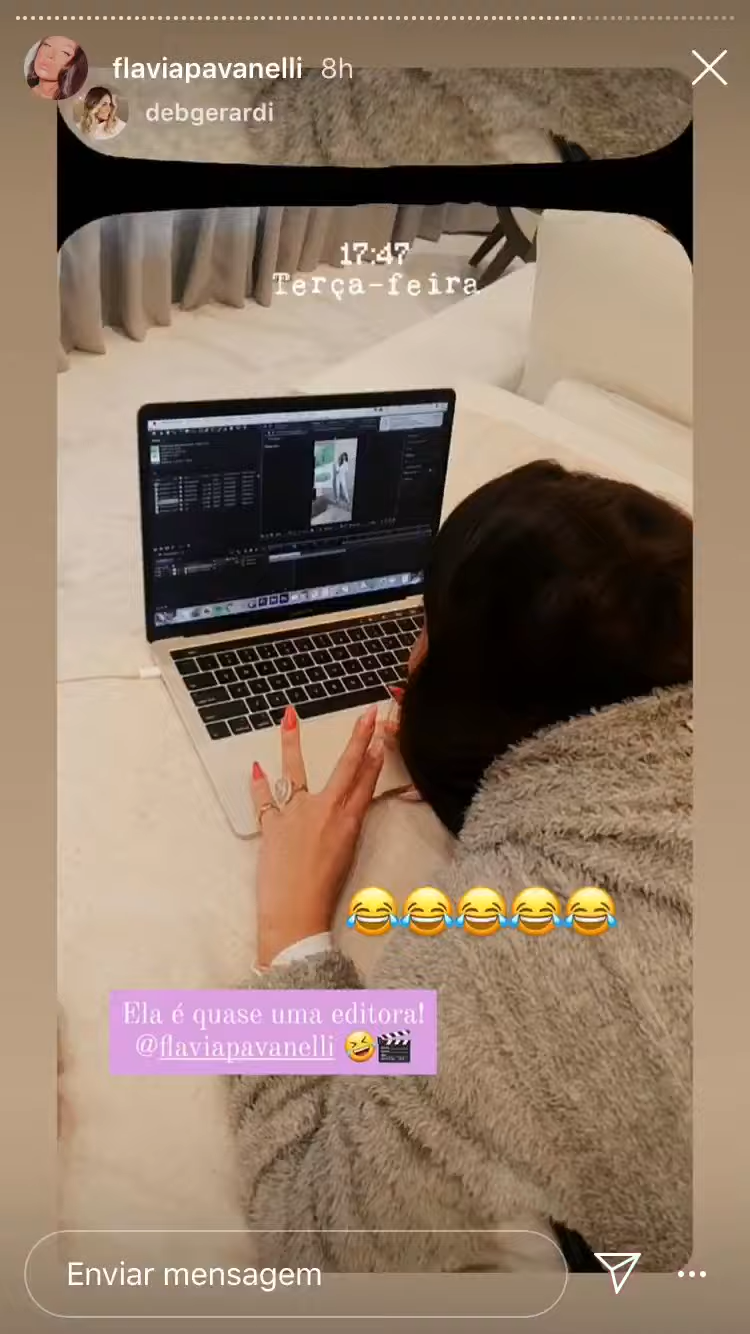 flaviapavanelli 8h
debgerardi
17:47
Terça-feira
Ela é quase uma editora!
@flaviapavanelli 🤣🎬
Enviar mensagem